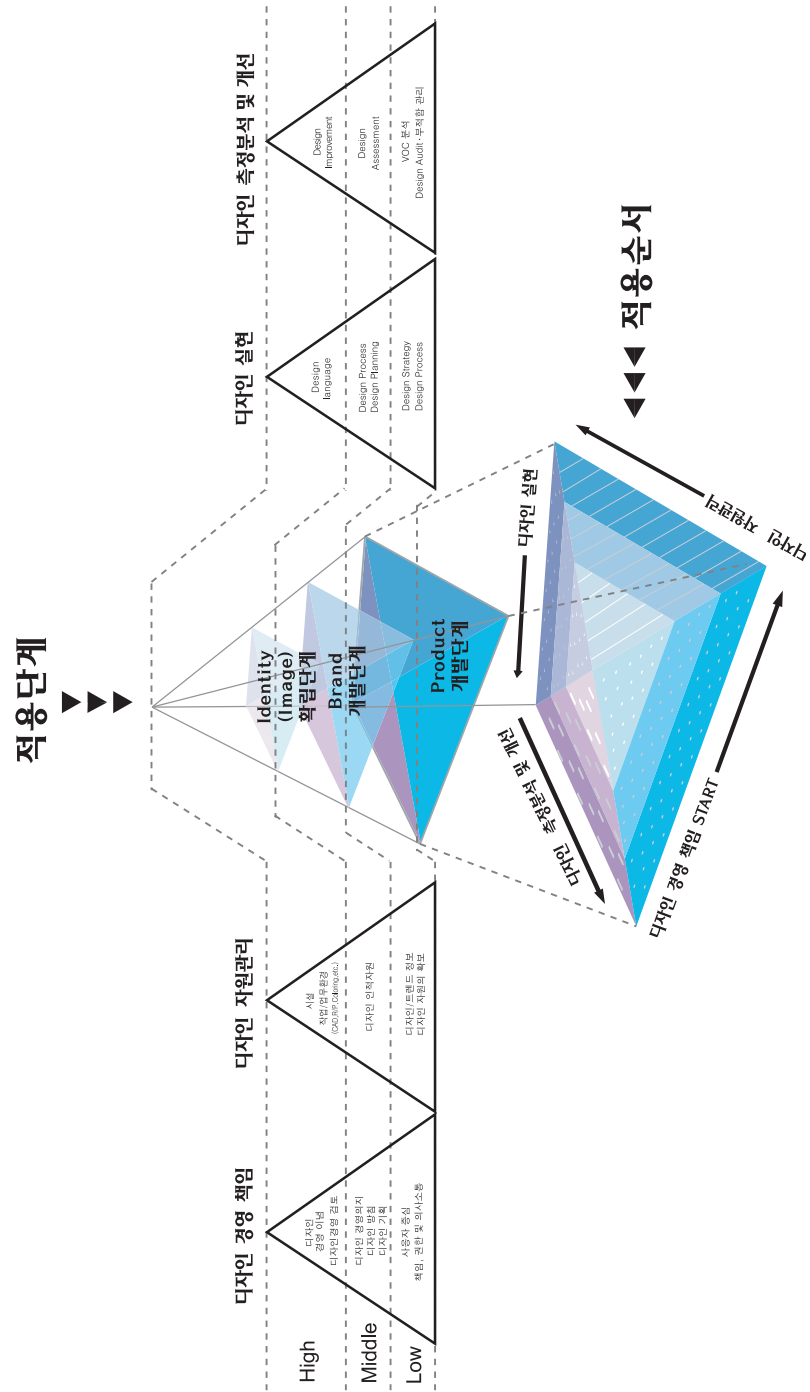 적용단계
디자인 경영 책임
디자인 자원관리
디자인 실현
디자인 측정분석 및 개선
High
Middle
Low
디자인
경영 이념
디자인경영 검토
디자인 경영의지
디자인 방침
디자인 기획
사용자 중심
책임, 권한 및 의사소통
시설
작업/업무환경
(CAD,R/P,Coloring,etc.)
디자인 인적자원
디자인/트렌드 정보
디자인 자원의 확보
Identity
(Image)
확립단계
Brand
개발단계
Product
개발단계
Design
language
Design Process
Design Planning
Design Strategy
Design Process
Design
Improvement
Design
Assessment
VOC 분석
Design Audit·부적합 관리
디자인 측정분석 및 개선
디자인 실현
디자인 경영 책임 START
디자인 자원관리
적용순서